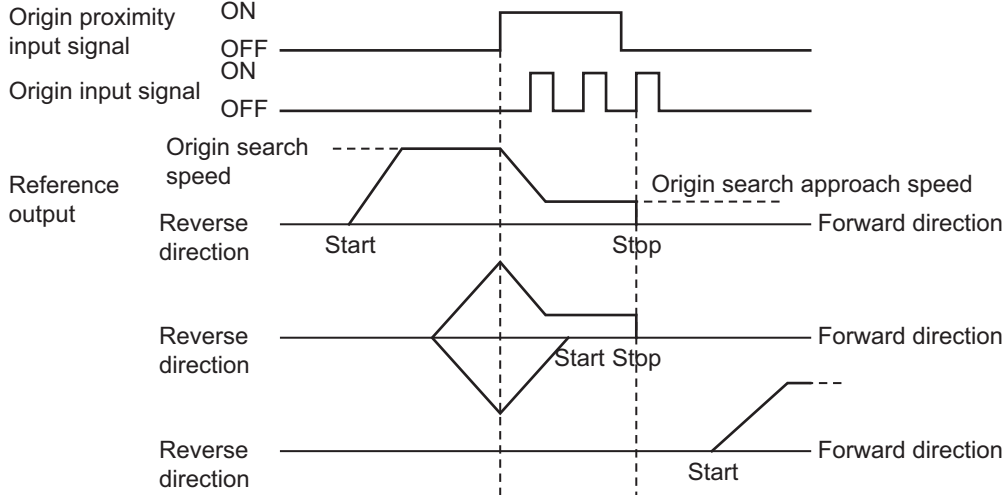 Origin proximity
input signal
ON
OFF
Origin input signal
ON
OFF
Reference
output
Origin search
speed
Origin search approach speed
Reverse
direction
Start
Stop
Forward direction
Reverse
direction
Start Stop
Forward direction
Reverse
direction
Start
Forward direction